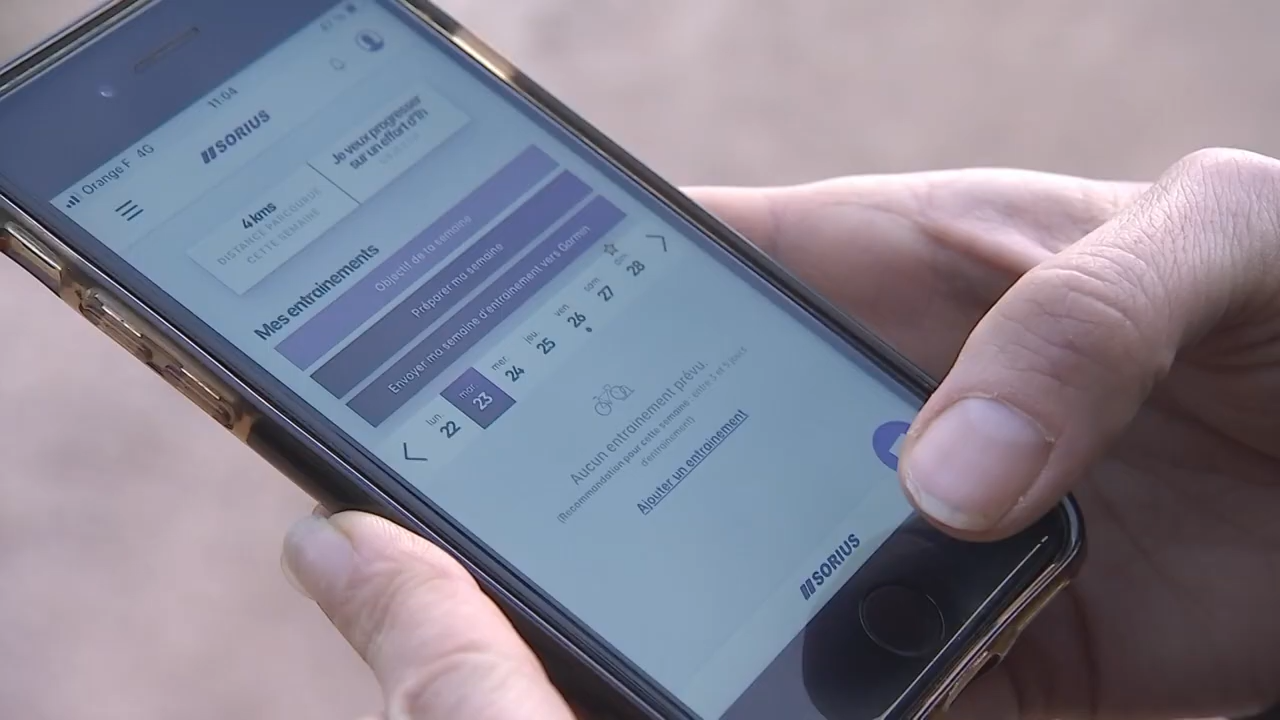 Orange F 4G
11:04
SORIUS
4 kms
DISTANCE PARCOURUE
CETTE SEMAINE
Je veux progresser
sur un effort d'1h
Mes entrainements
Objectif de ta semaine
Préparer ma semaine
Envoyer ma semaine d'entrainement vers Garmin
lun. mar. mer. jeu. ven. sam. dim.
22 23 24 25 26 27 28
Aucun entrainement prévu.
(Recommandation pour cette semaine : entre 3 et 5 jours
d'entrainement)
Ajouter un entrainement
SORIUS